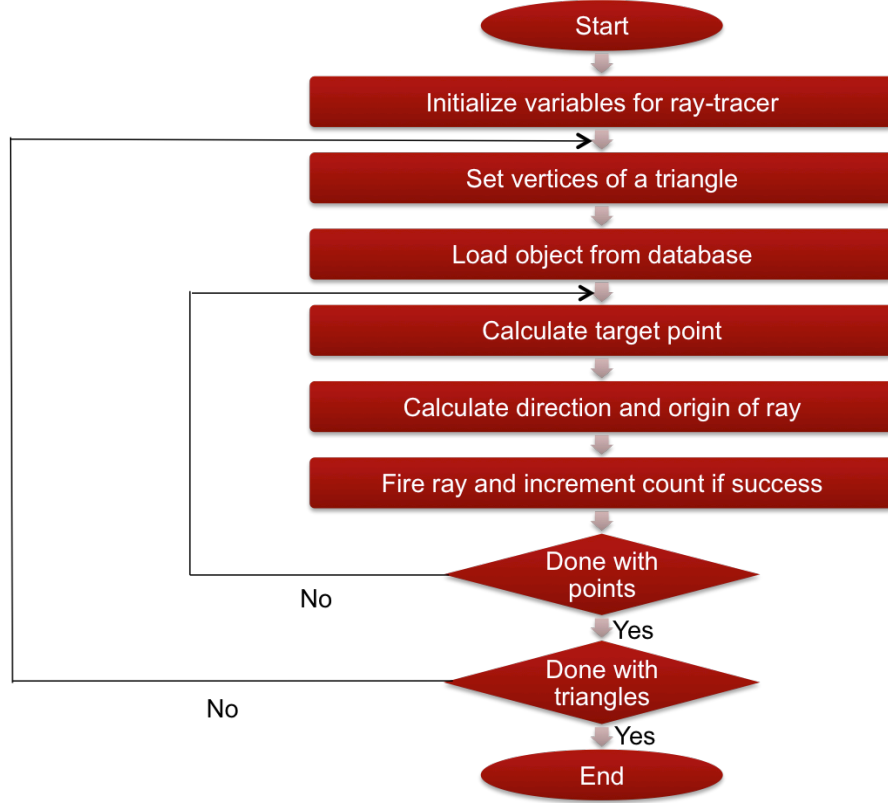 Start
Initialize variables for ray-tracer
Set vertices of a triangle
Load object from database
Calculate target point
Calculate direction and origin of ray
Fire ray and increment count if success
Done with
points
No
Yes
Done with
triangles
No
Yes
End